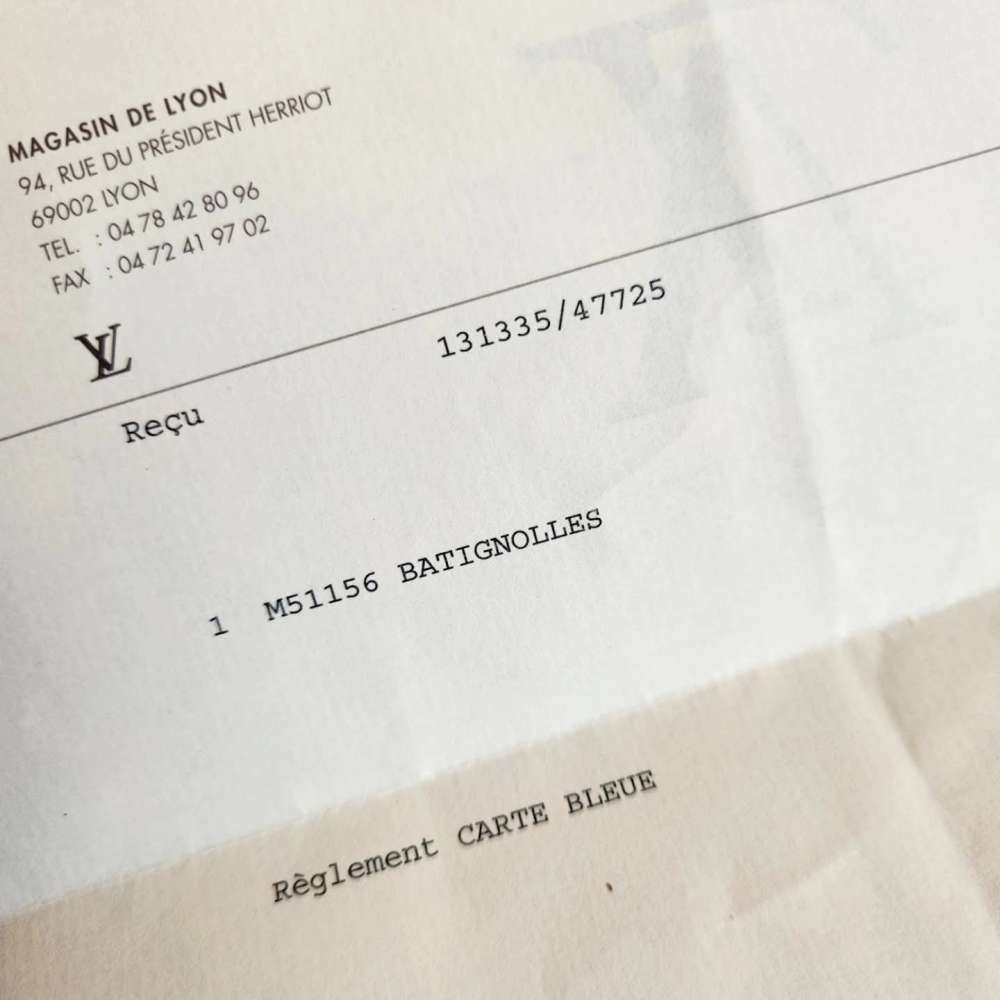 MAGASIN DE LYON
94, RUE DU PRÉSIDENT HERRIOT
69002 LYON
TEL. : 04 78 42 80 96
FAX : 04 72 41 97 02
LV
131335/47725
Reçu
1 M51156 BATIGNOLLES
Règlement CARTE BLEUE